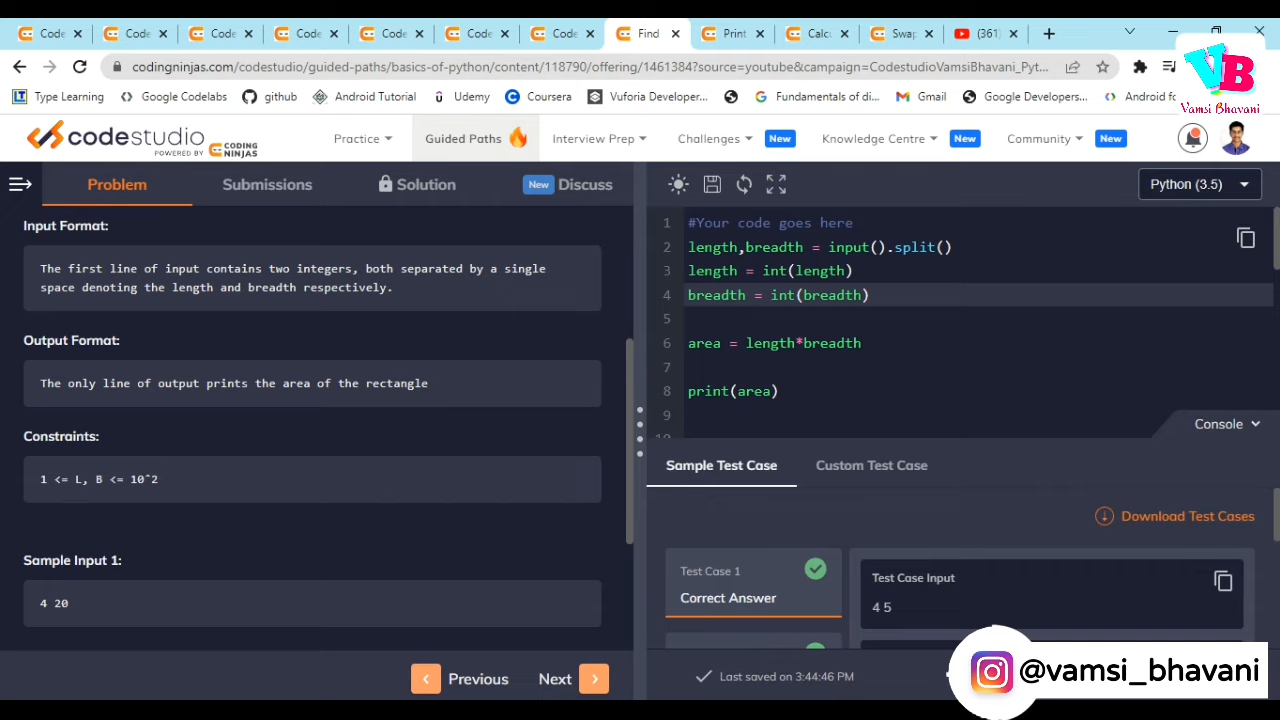 Code
Code
Code
Code
Code
Code
Code
Find
Print
Calc
Swap
(361)
codingninjas.com/codestudio/guided-paths/basics-of-python/content/118790/offering/1461384?source=youtube&campaign=CodestudioVamsiBhavani_Pyt...
Type Learning
Google Codelabs
github
Android Tutorial
Udemy
Coursera
Vuforia Developer...
Fundamentals of di...
Gmail
Google Developers...
Android fo
VB
Vamsi Bhavani
codestudio
POWERED BY CODING NINJAS
Practice
Guided Paths
Interview Prep
Challenges New
Knowledge Centre New
Community New
Problem
Submissions
Solution
New Discuss
Input Format:
The first line of input contains two integers, both separated by a single
space denoting the length and breadth respectively.
Output Format:
The only line of output prints the area of the rectangle
Constraints:
1 <= L, B <= 10^2
Sample Input 1:
4 20
Previous
Next
Python (3.5)
1 #Your code goes here
2 length,breadth = input().split()
3 length = int(length)
4 breadth = int(breadth)
5
6 area = length*breadth
7
8 print(area)
9
10
Console
Sample Test Case
Custom Test Case
Download Test Cases
Test Case 1
Correct Answer
Test Case Input
4 5
Last saved on 3:44:46 PM
@vamsi_bhavani